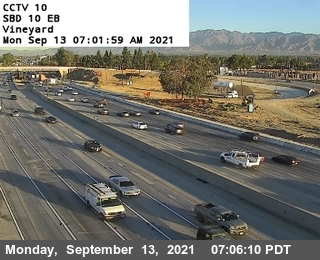 CCTV 10
SBD 10 EB
Vineyard
Mon Sep 13 07:01:59 AM 2021
Monday, September 13, 2021 07:06:10 PDT